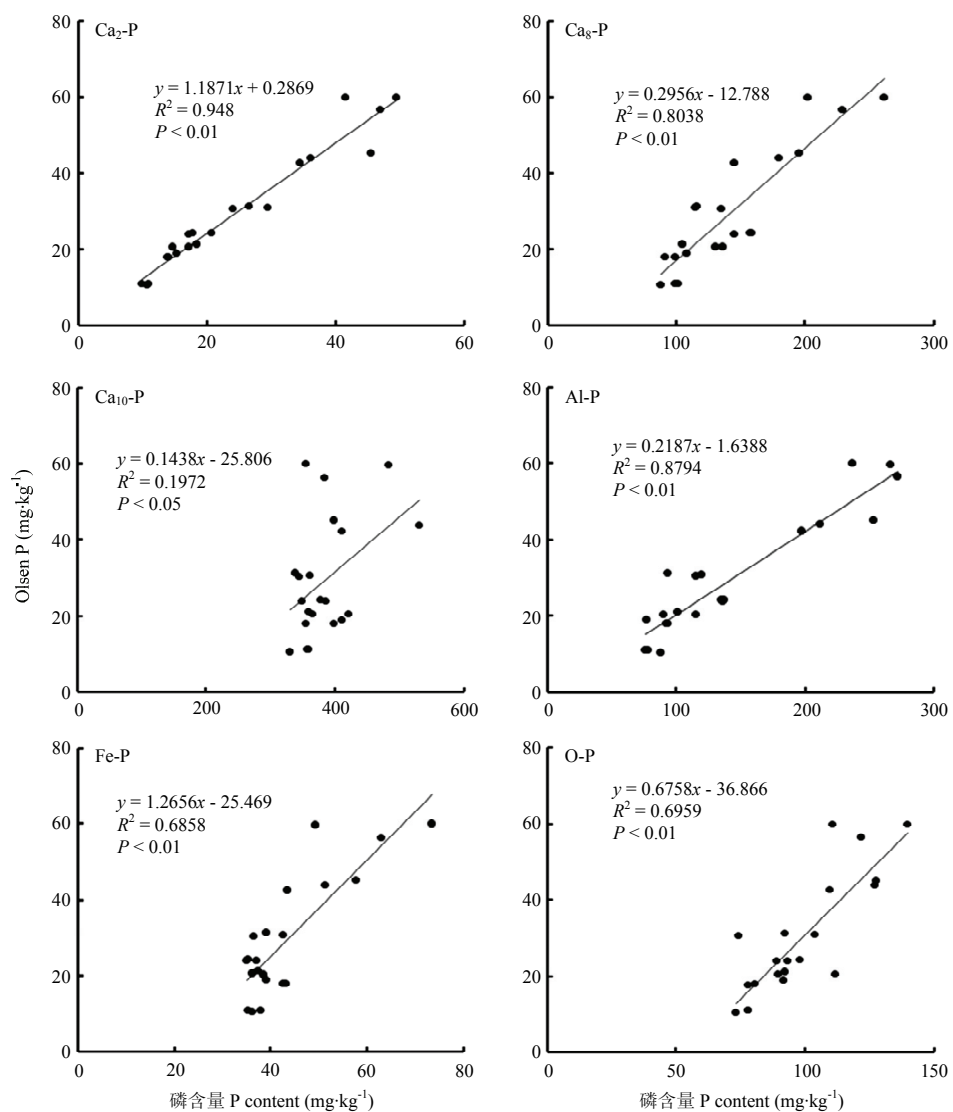 80
Ca₂-P
60
y = 1.1871x + 0.2869
R² = 0.948
P < 0.01
40
20
0
0
20
40
60
80
Ca₈-P
60
y = 0.2956x - 12.788
R² = 0.8038
P < 0.01
40
20
0
0
100
200
300
80
Ca₁₀-P
60
y = 0.1438x - 25.806
R² = 0.1972
P < 0.05
40
20
0
0
200
400
600
80
Al-P
60
y = 0.2187x - 1.6388
R² = 0.8794
P < 0.01
40
20
0
0
100
200
300
Olsen P (mg·kg⁻¹)
80
Fe-P
60
y = 1.2656x - 25.469
R² = 0.6858
P < 0.01
40
20
0
0
20
40
60
80
80
O-P
60
y = 0.6758x - 36.866
R² = 0.6959
P < 0.01
40
20
0
0
50
100
150
磷含量 P content (mg·kg⁻¹)
磷含量 P content (mg·kg⁻¹)